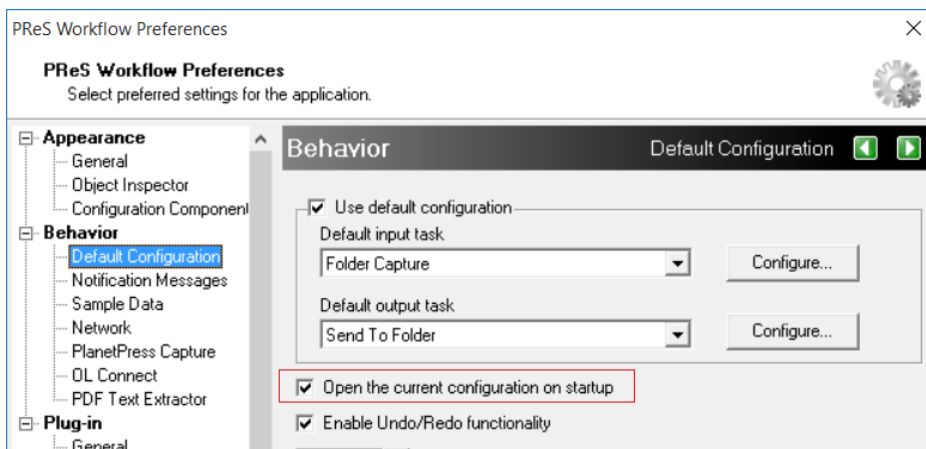 PReS Workflow Preferences
PReS Workflow Preferences
Select preferred settings for the application.
Appearance
General
Object Inspector
Configuration Component
Behavior
Default Configuration
Notification Messages
Sample Data
Network
PlanetPress Capture
OL Connect
PDF Text Extractor
Plug-in
General
Behavior Default Configuration
Use default configuration
Default input task
Folder Capture Configure...
Default output task
Send To Folder Configure...
Open the current configuration on startup
Enable Undo/Redo functionality